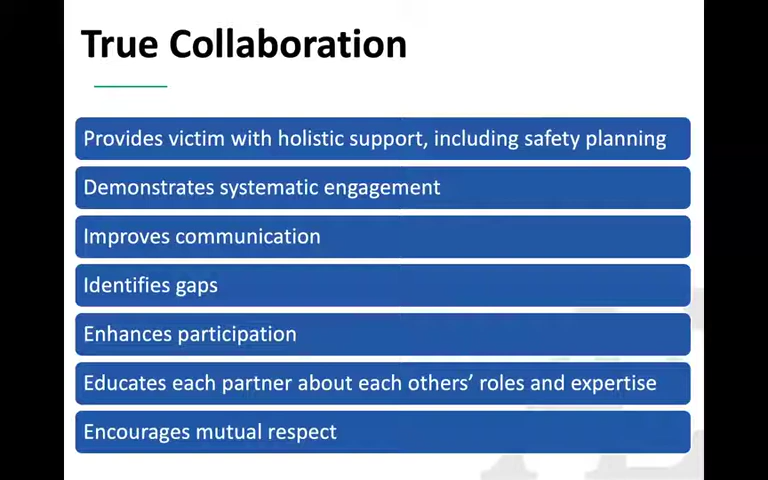 True Collaboration
Provides victim with holistic support, including safety planning
Demonstrates systematic engagement
Improves communication
Identifies gaps
Enhances participation
Educates each partner about each others’ roles and expertise
Encourages mutual respect